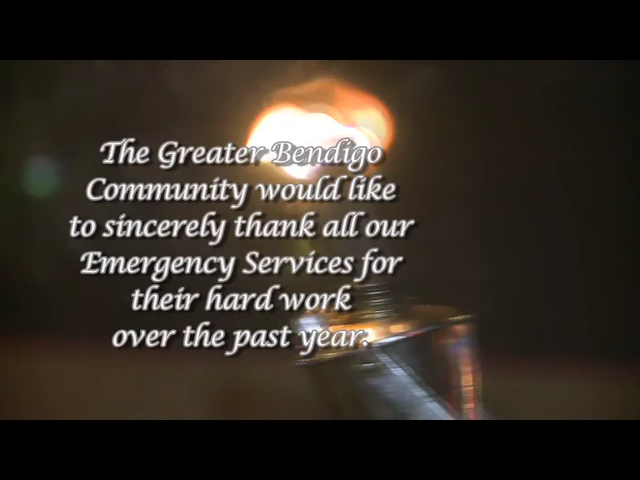 The Greater Bendigo
Community would like
to sincerely thank all our
Emergency Services for
their hard work
over the past year.